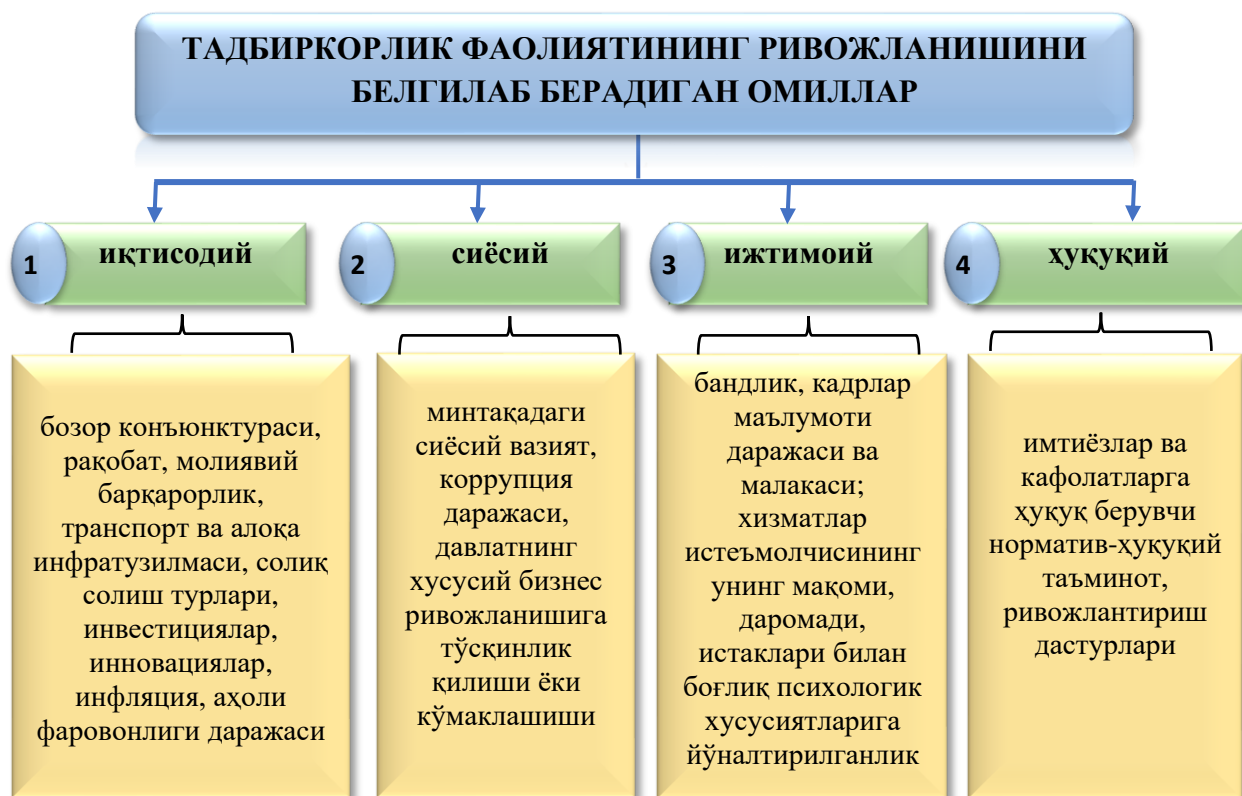 ТАДБИРКОРЛИК ФАОЛИЯТИНИНГ РИВОЖЛАНИШИНИ
БЕЛГИЛАБ БЕРАДИГАН ОМИЛЛАР
1
иқтисодий
2
сиёсий
3
ижтимоий
4
ҳуқуқий
бозор конъюнктураси,
рақобат, молиявий
барқарорлик,
транспорт ва алоқа
инфратузилмаси, солиқ
солиш турлари,
инвестициялар,
инновациялар,
инфляция, аҳоли
фаровонлиги даражаси
минтақадаги
сиёсий вазият,
коррупция
даражаси,
давлатнинг
хусусий бизнес
ривожланишига
тўсқинлик
қилиши ёки
кўмаклашиши
бандлик, кадрлар
маълумоти
даражаси ва
малакаси;
хизматлар
истеъмолчисининг
унинг мақоми,
даромади,
истаклари билан
боғлиқ психологик
хусусиятларига
йўналтирилганлик
имтиёзлар ва
кафолатларга
ҳуқуқ берувчи
норматив-ҳуқуқий
таъминот,
ривожлантириш
дастурлари